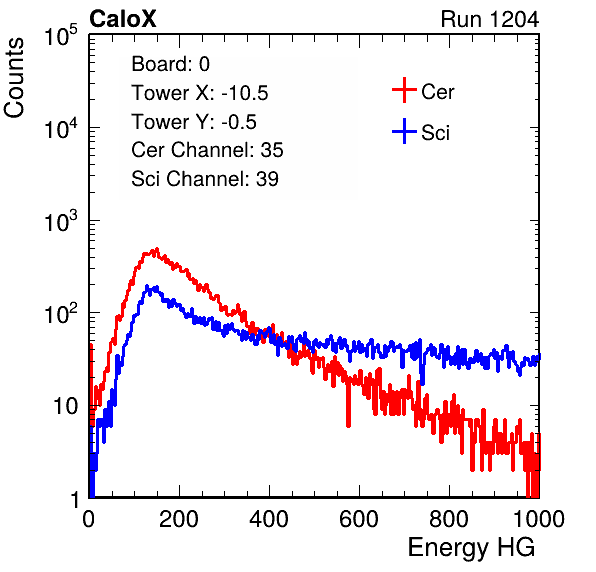 CaloX Run 1204
Counts
Board: 0
Tower X: -10.5
Tower Y: -0.5
Cer Channel: 35
Sci Channel: 39
Cer
Sci
10^5
10^4
10^3
10^2
10
1
0 200 400 600 800 1000
Energy HG